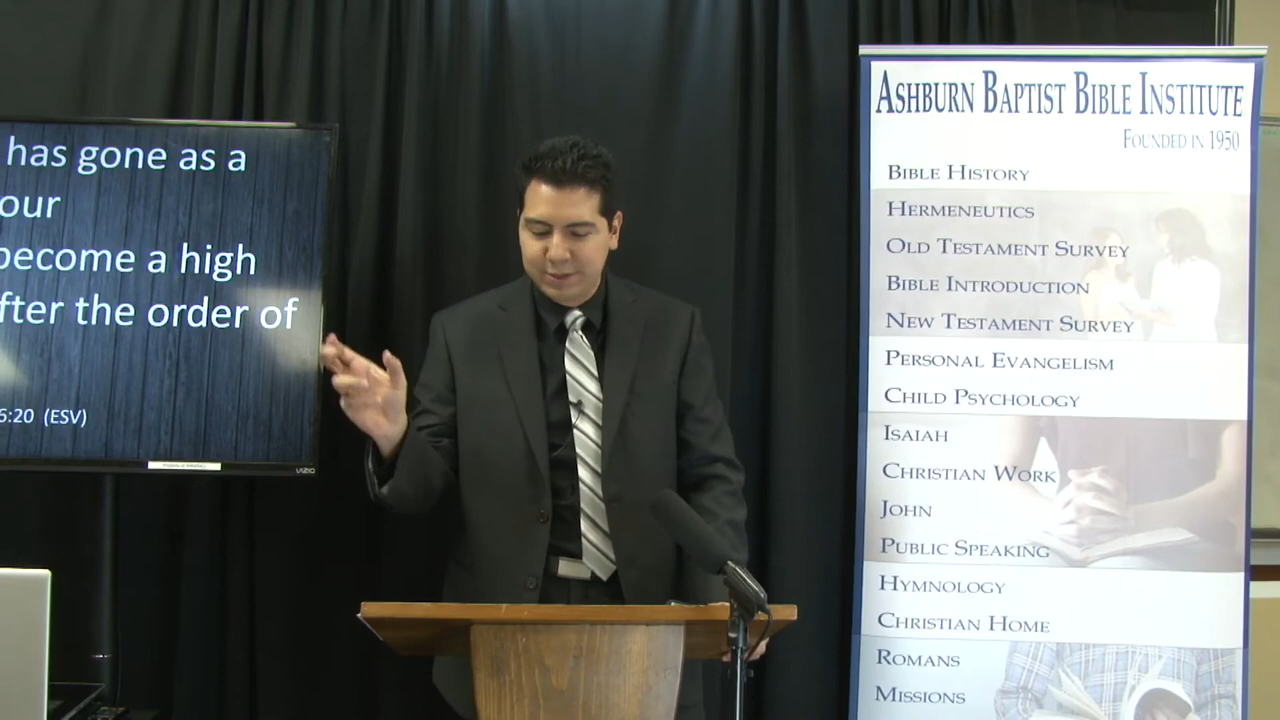 has gone as a
our
become a high
fter the order of
6:20 (ESV)
VIZIO
ASHBURN BAPTIST BIBLE INSTITUTE
FOUNDED IN 1950
BIBLE HISTORY
HERMENEUTICS
OLD TESTAMENT SURVEY
BIBLE INTRODUCTION
NEW TESTAMENT SURVEY
PERSONAL EVANGELISM
CHILD PSYCHOLOGY
ISAIAH
CHRISTIAN WORK
JOHN
PUBLIC SPEAKING
HYMNOLOGY
CHRISTIAN HOME
ROMANS
MISSIONS